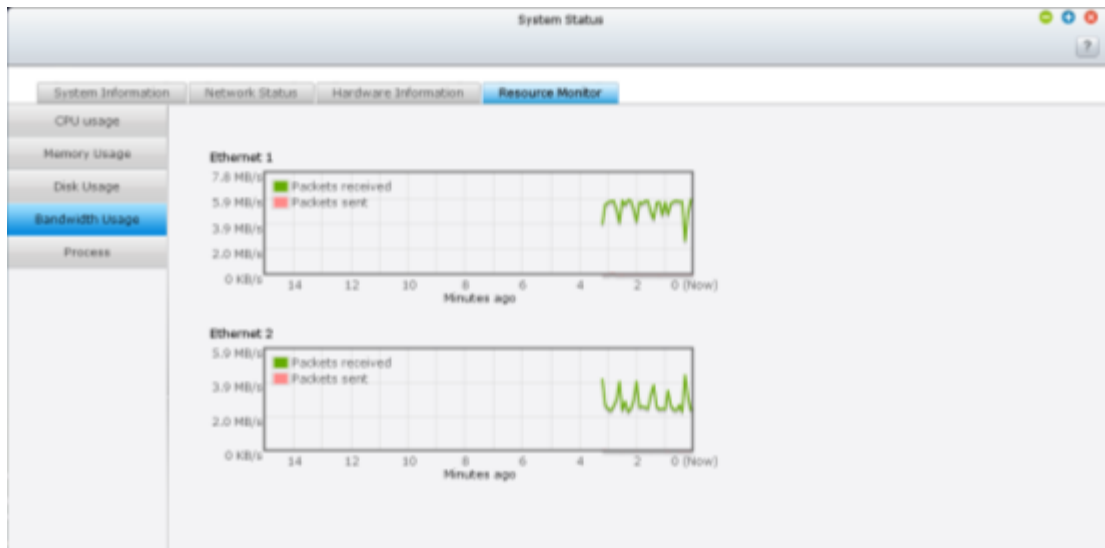 System Status
?
System Information Network Status Hardware Information Resource Monitor
CPU usage
Memory Usage
Disk Usage
Bandwidth Usage
Process
Ethernet 1
7.8 MB/s
5.9 MB/s
3.9 MB/s
2.0 MB/s
0 KB/s
Packets received
Packets sent
14 12 10 8 6 4 2 0 (Now)
Minutes ago
Ethernet 2
5.9 MB/s
3.9 MB/s
2.0 MB/s
0 KB/s
Packets received
Packets sent
14 12 10 8 6 4 2 0 (Now)
Minutes ago